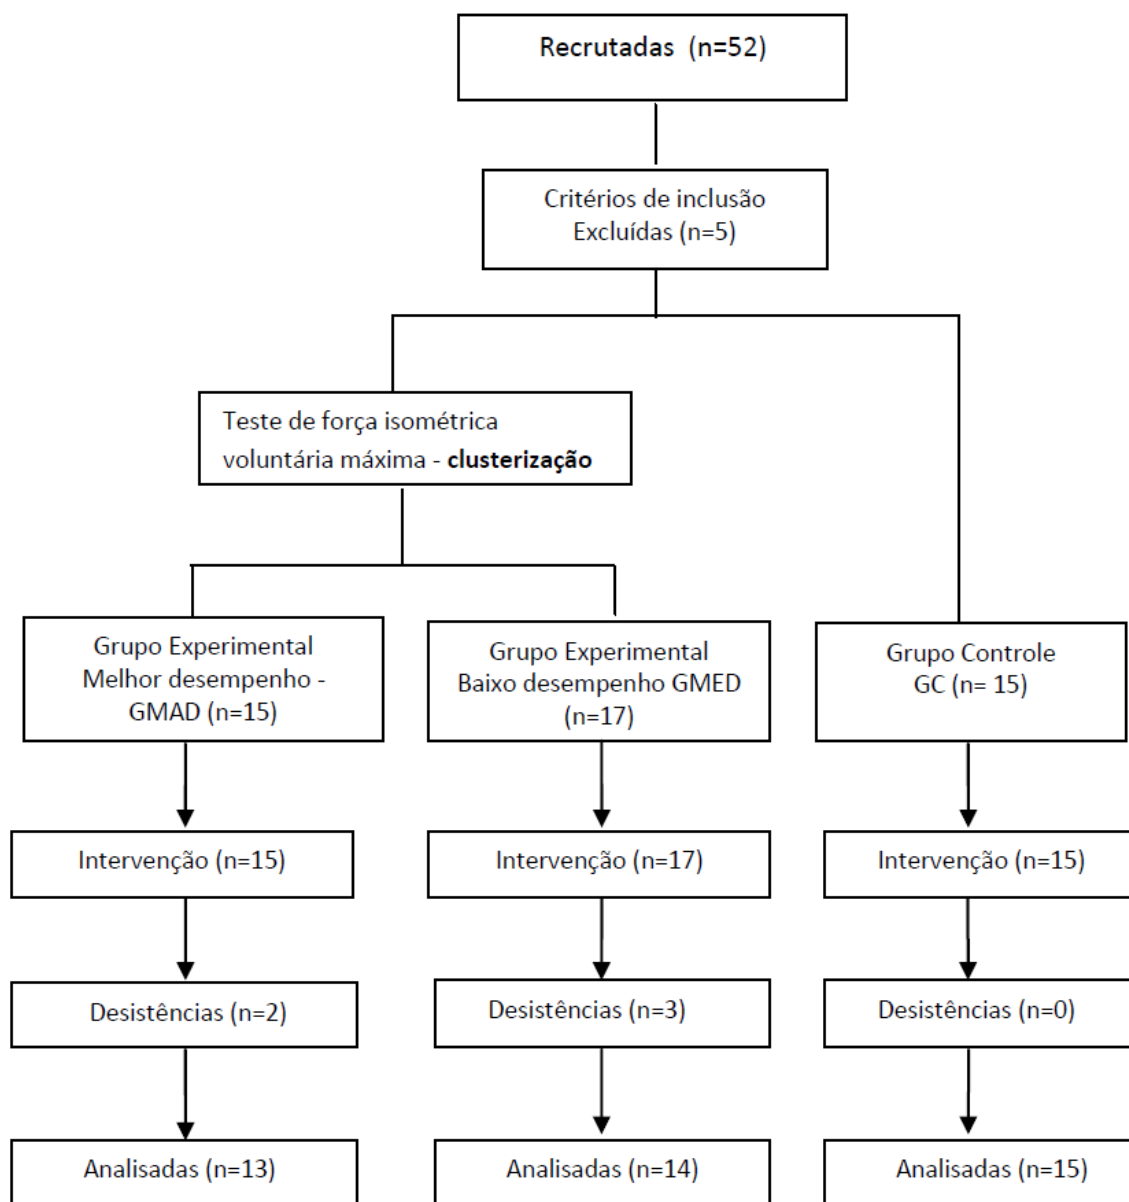 Recrutadas (n=52)
Critérios de inclusão
Excluídas (n=5)
Teste de força isométrica
voluntária máxima - clusterização
Grupo Experimental
Melhor desempenho -
GMAD (n=15)
Grupo Experimental
Baixo desempenho GMED
(n=17)
Grupo Controle
GC (n= 15)
Intervenção (n=15)
Intervenção (n=17)
Intervenção (n=15)
Desistências (n=2)
Desistências (n=3)
Desistências (n=0)
Analisadas (n=13)
Analisadas (n=14)
Analisadas (n=15)